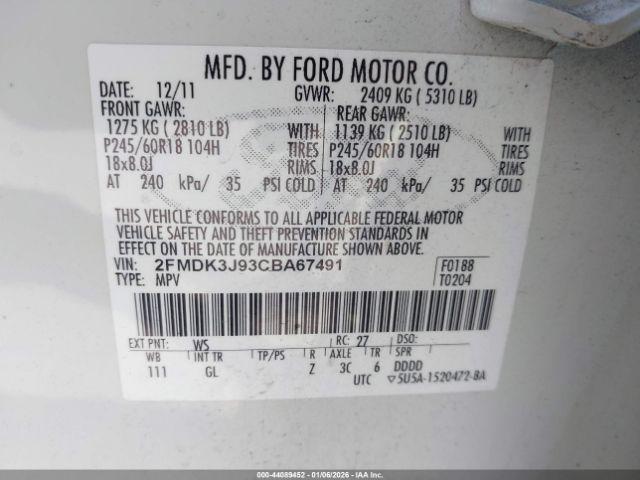 MFD. BY FORD MOTOR CO.
DATE: 12/11 GVWR: 2409 KG ( 5310 LB)
FRONT GAWR: REAR GAWR:
1275 KG ( 2810 LB) WITH 1139 KG ( 2510 LB) WITH
P245/60R18 104H TIRES P245/60R18 104H TIRES
18x8.0J RIMS 18x8.0J RIMS
AT 240 kPa/ 35 PSI COLD AT 240 kPa/ 35 PSI COLD
THIS VEHICLE CONFORMS TO ALL APPLICABLE FEDERAL MOTOR
VEHICLE SAFETY AND THEFT PREVENTION STANDARDS IN
EFFECT ON THE DATE OF MANUFACTURE SHOWN ABOVE.
VIN: 2FMDK3J93CBA67491 F0188
TYPE: MPV T0204
EXT PNT: WS RC: 27 DSO:
WB INT TR TP/PS R AXLE TR SPR
111 GL Z 3C 6 DDDD
UTC ▽5U5A-1520472-BA
000-44089452 | 01/06/2026 - IAA Inc.